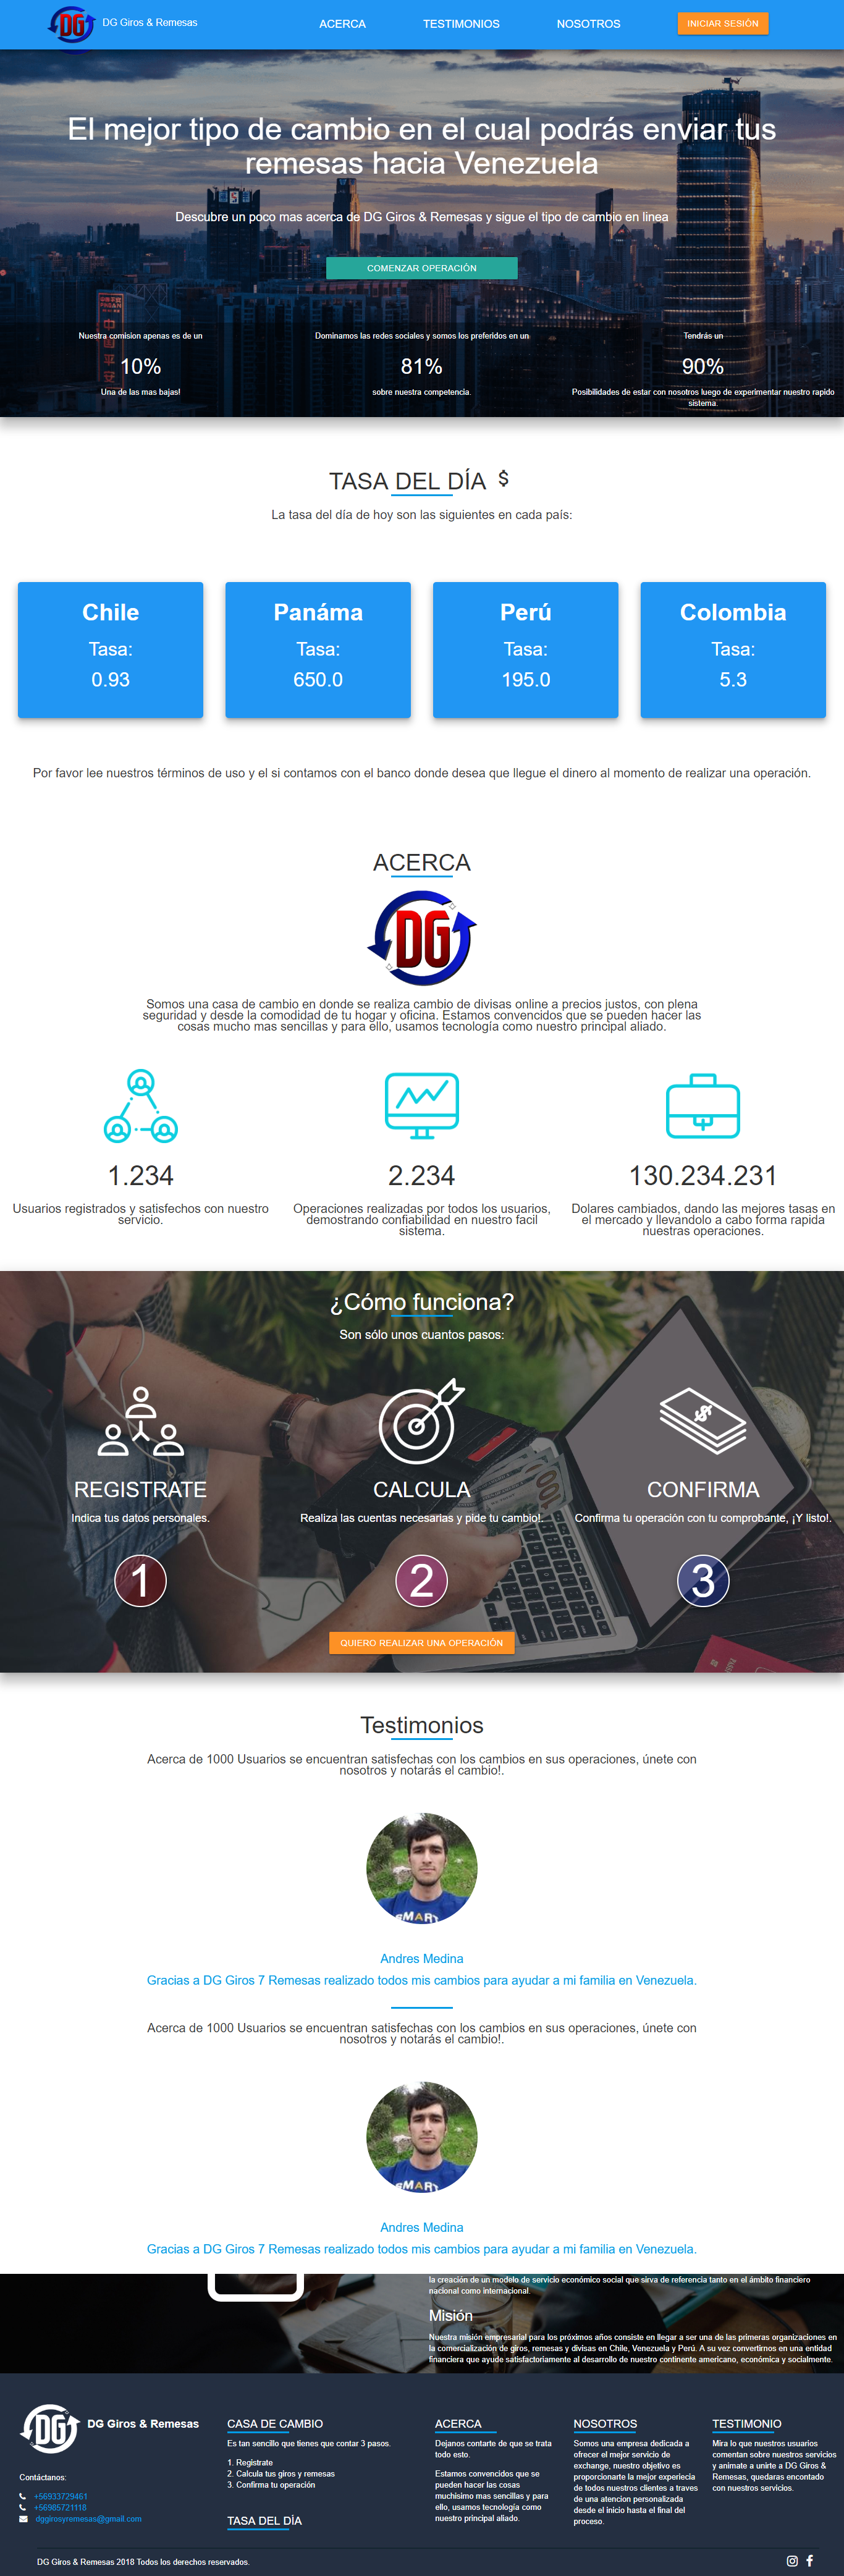 DG Giros & Remesas
ACERCA
TESTIMONIOS
NOSOTROS
INICIAR SESIÓN
El mejor tipo de cambio en el cual podrás enviar tus
remesas hacia Venezuela
Descubre un poco mas acerca de DG Giros & Remesas y sigue el tipo de cambio en linea
COMENZAR OPERACIÓN
Nuestra comision apenas es de un
10%
Una de las mas bajas!
Dominamos las redes sociales y somos los preferidos en un
81%
sobre nuestra competencia.
Tendrás un
90%
Posibilidades de estar con nosotros luego de experimentar nuestro rapido
sistema.
TASA DEL DÍA $
La tasa del día de hoy son las siguientes en cada país:
Chile
Tasa:
0.93
Panáma
Tasa:
650.0
Perú
Tasa:
195.0
Colombia
Tasa:
5.3
Por favor lee nuestros términos de uso y el si contamos con el banco donde desea que llegue el dinero al momento de realizar una operación.
ACERCA
DG
Somos una casa de cambio en donde se realiza cambio de divisas online a precios justos, con plena
seguridad y desde la comodidad de tu hogar y oficina. Estamos convencidos que se pueden hacer las
cosas mucho mas sencillas y para ello, usamos tecnología como nuestro principal aliado.
1.234
Usuarios registrados y satisfechos con nuestro
servicio.
2.234
Operaciones realizadas por todos los usuarios,
demostrando confiabilidad en nuestro facil
sistema.
130.234.231
Dolares cambiados, dando las mejores tasas en
el mercado y llevandolo a cabo forma rapida
nuestras operaciones.
¿Cómo funciona?
Son sólo unos cuantos pasos:
REGISTRATE
Indica tus datos personales.
1
CALCULA
Realiza las cuentas necesarias y pide tu cambio!.
2
CONFIRMA
Confirma tu operación con tu comprobante, ¡Y listo!.
3
QUIERO REALIZAR UNA OPERACIÓN
Testimonios
Acerca de 1000 Usuarios se encuentran satisfechas con los cambios en sus operaciones, únete con
nosotros y notarás el cambio!.
Andres Medina
Gracias a DG Giros 7 Remesas realizado todos mis cambios para ayudar a mi familia en Venezuela.
Acerca de 1000 Usuarios se encuentran satisfechas con los cambios en sus operaciones, únete con
nosotros y notarás el cambio!.
Andres Medina
Gracias a DG Giros 7 Remesas realizado todos mis cambios para ayudar a mi familia en Venezuela.
la creación de un modelo de servicio económico social que sirva de referencia tanto en el ámbito financiero
nacional como internacional.
Misión
Nuestra misión empresarial para los próximos años consiste en llegar a ser una de las primeras organizaciones en
la comercialización de giros, remesas y divisas en Chile, Venezuela y Perú. A su vez convertirnos en una entidad
financiera que ayude satisfactoriamente al desarrollo de nuestro continente americano, económica y socialmente.
DG
DG Giros & Remesas
Contáctanos:
+56933729461
+56985721118
dggirosyremesas@gmail.com
CASA DE CAMBIO
Es tan sencillo que tienes que contar 3 pasos.
1. Regístrate
2. Calcula tus giros y remesas
3. Confirma tu operación
TASA DEL DÍA
ACERCA
Dejanos contarte de que se trata
todo esto.
Estamos convencidos que se
pueden hacer las cosas
muchisimo mas sencillas y para
ello, usamos tecnología como
nuestro principal aliado.
NOSOTROS
Somos una empresa dedicada a
ofrecer el mejor servicio de
exchange, nuestro objetivo es
proporcionarte la mejor experiecia
de todos nuestros clientes a traves
de una atencion personalizada
desde el inicio hasta el final del
proceso.
TESTIMONIO
Mira lo que nuestros usuarios
comentan sobre nuestros servicios
y animate a unirte a DG Giros &
Remesas, quedaras encontado
con nuestros servicios.
DG Giros & Remesas 2018 Todos los derechos reservados.